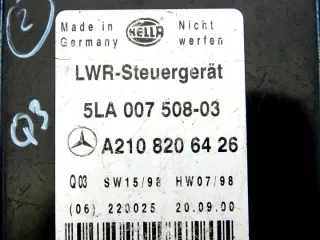 2
Q3
Made in Germany
HELLA
Nicht werfen
LWR-Steuergerät
5LA 007 508-03
A210 820 64 26
Q03 SW15/98 HW07/98
(06) 220025 20.09.00